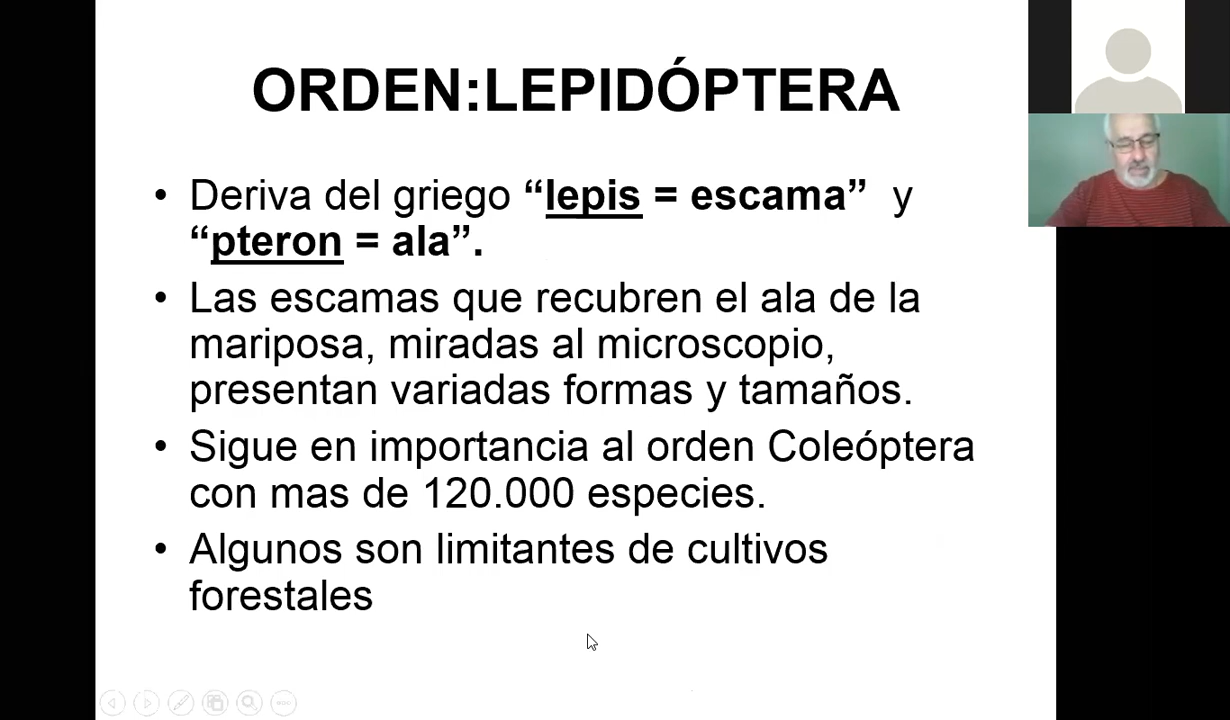 ORDEN:LEPIDÓPTERA
• Deriva del griego “lepis = escama” y
“pteron = ala”.
• Las escamas que recubren el ala de la
mariposa, miradas al microscopio,
presentan variadas formas y tamaños.
• Sigue en importancia al orden Coleóptera
con mas de 120.000 especies.
• Algunos son limitantes de cultivos
forestales